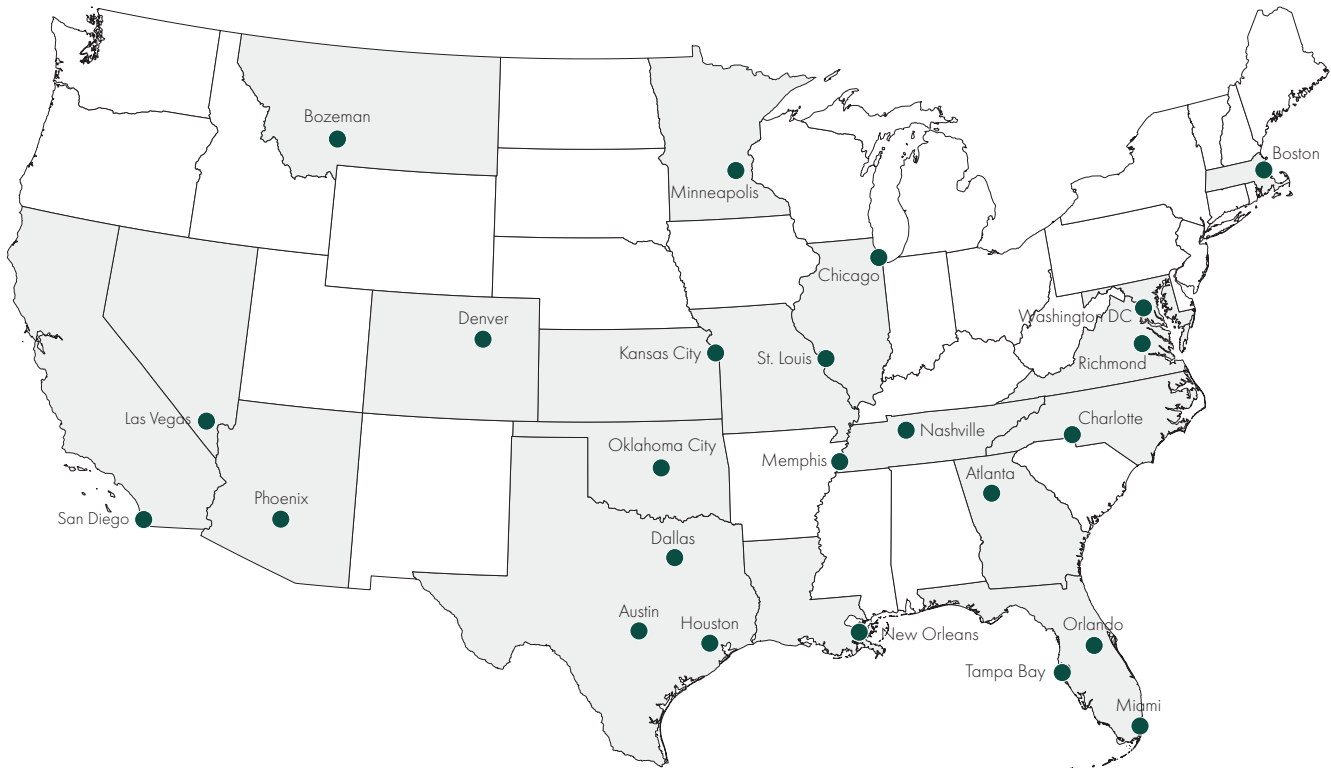 Bozeman
Boston
Minneapolis
Chicago
Washington DC
Denver
Kansas City
St. Louis
Richmond
Las Vegas
Charlotte
Nashville
Oklahoma City
Memphis
Atlanta
Phoenix
San Diego
Dallas
Austin
Houston
Orlando
New Orleans
Tampa Bay
Miami